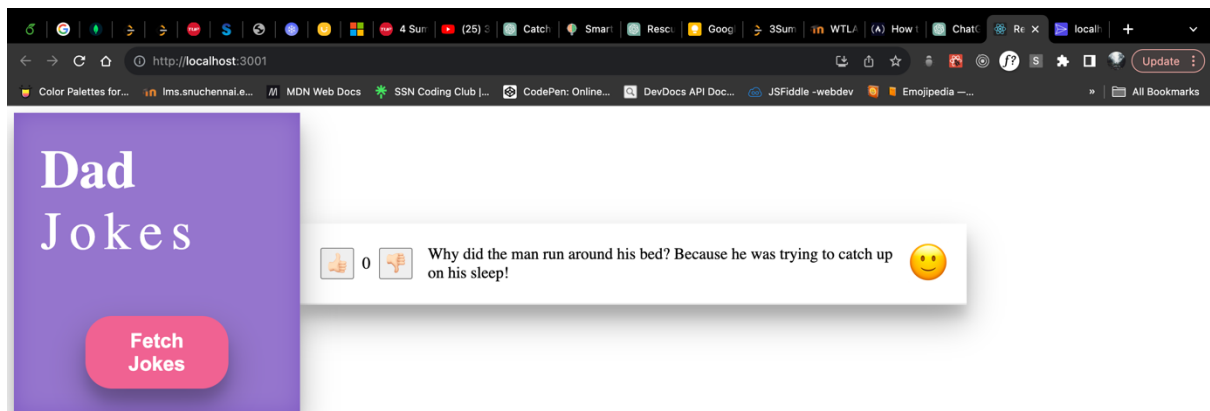 4 Sum
(25) 3
Catch
Smart
Rescu
Goog
3Sum
WTLA
How t
ChatG
Re
localh
http://localhost:3001
Update
Color Palettes for...
lms.snuchennai.e...
MDN Web Docs
SSN Coding Club |...
CodePen: Online...
DevDocs API Doc...
JSFiddle -webdev
Emojipedia —...
»
All Bookmarks
Dad
Jokes
Fetch
Jokes
0
Why did the man run around his bed? Because he was trying to catch up
on his sleep!